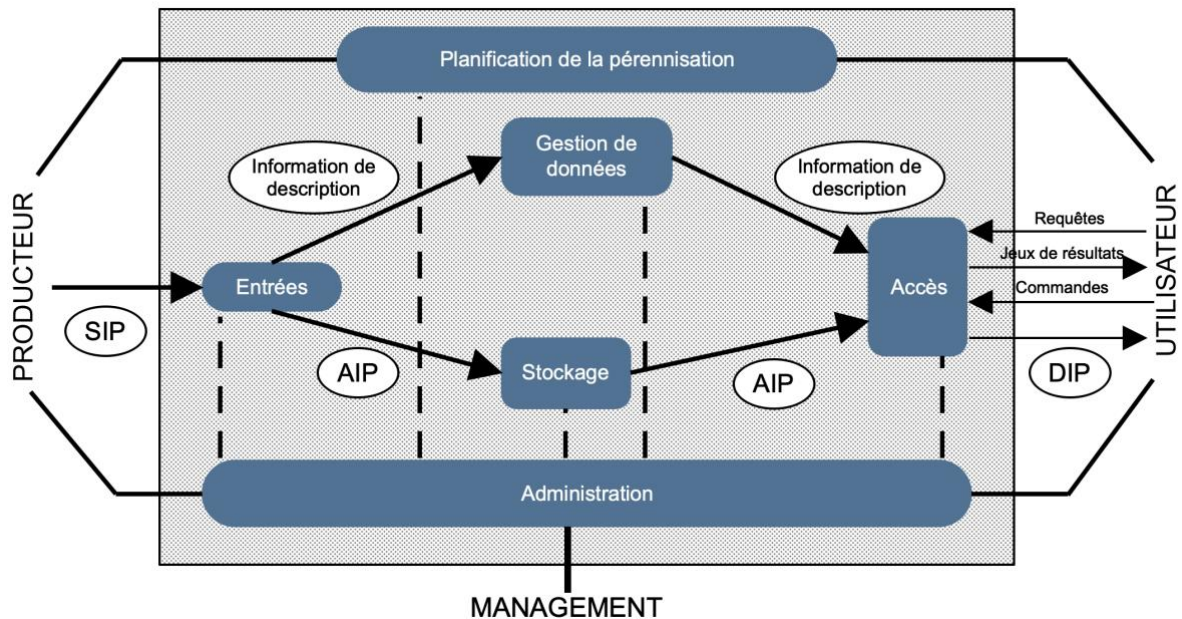 Planification de la pérennisation
Gestion de
données
Information de
description
Information de
description
PRODUCTEUR
UTILISATEUR
Requêtes
Jeux de résultats
Commandes
Entrées
Accès
SIP
AIP
Stockage
AIP
DIP
Administration
MANAGEMENT